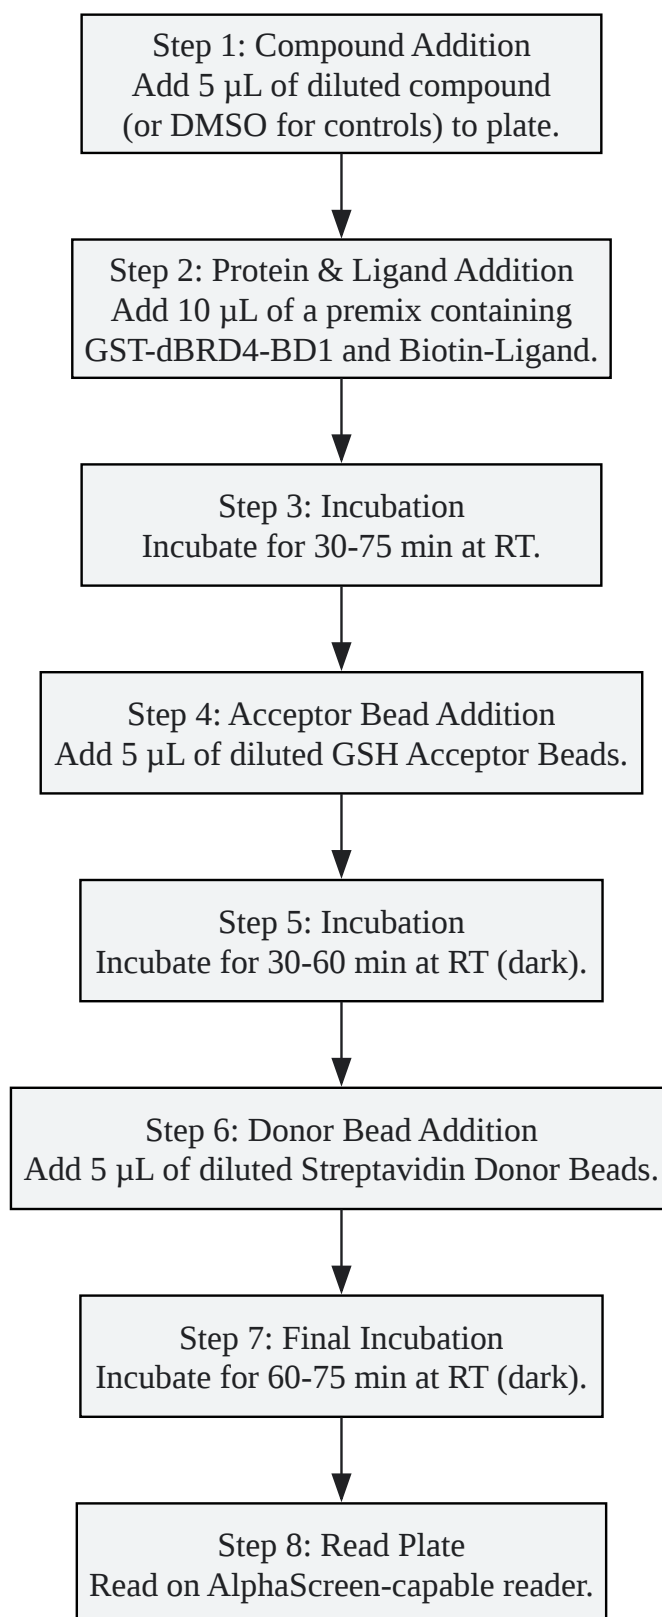 Step 1: Compound Addition
Add 5 µL of diluted compound
(or DMSO for controls) to plate.
Step 2: Protein & Ligand Addition
Add 10 µL of a premix containing
GST-dBRD4-BD1 and Biotin-Ligand.
Step 3: Incubation
Incubate for 30-75 min at RT.
Step 4: Acceptor Bead Addition
Add 5 µL of diluted GSH Acceptor Beads.
Step 5: Incubation
Incubate for 30-60 min at RT (dark).
Step 6: Donor Bead Addition
Add 5 µL of diluted Streptavidin Donor Beads.
Step 7: Final Incubation
Incubate for 60-75 min at RT (dark).
Step 8: Read Plate
Read on AlphaScreen-capable reader.